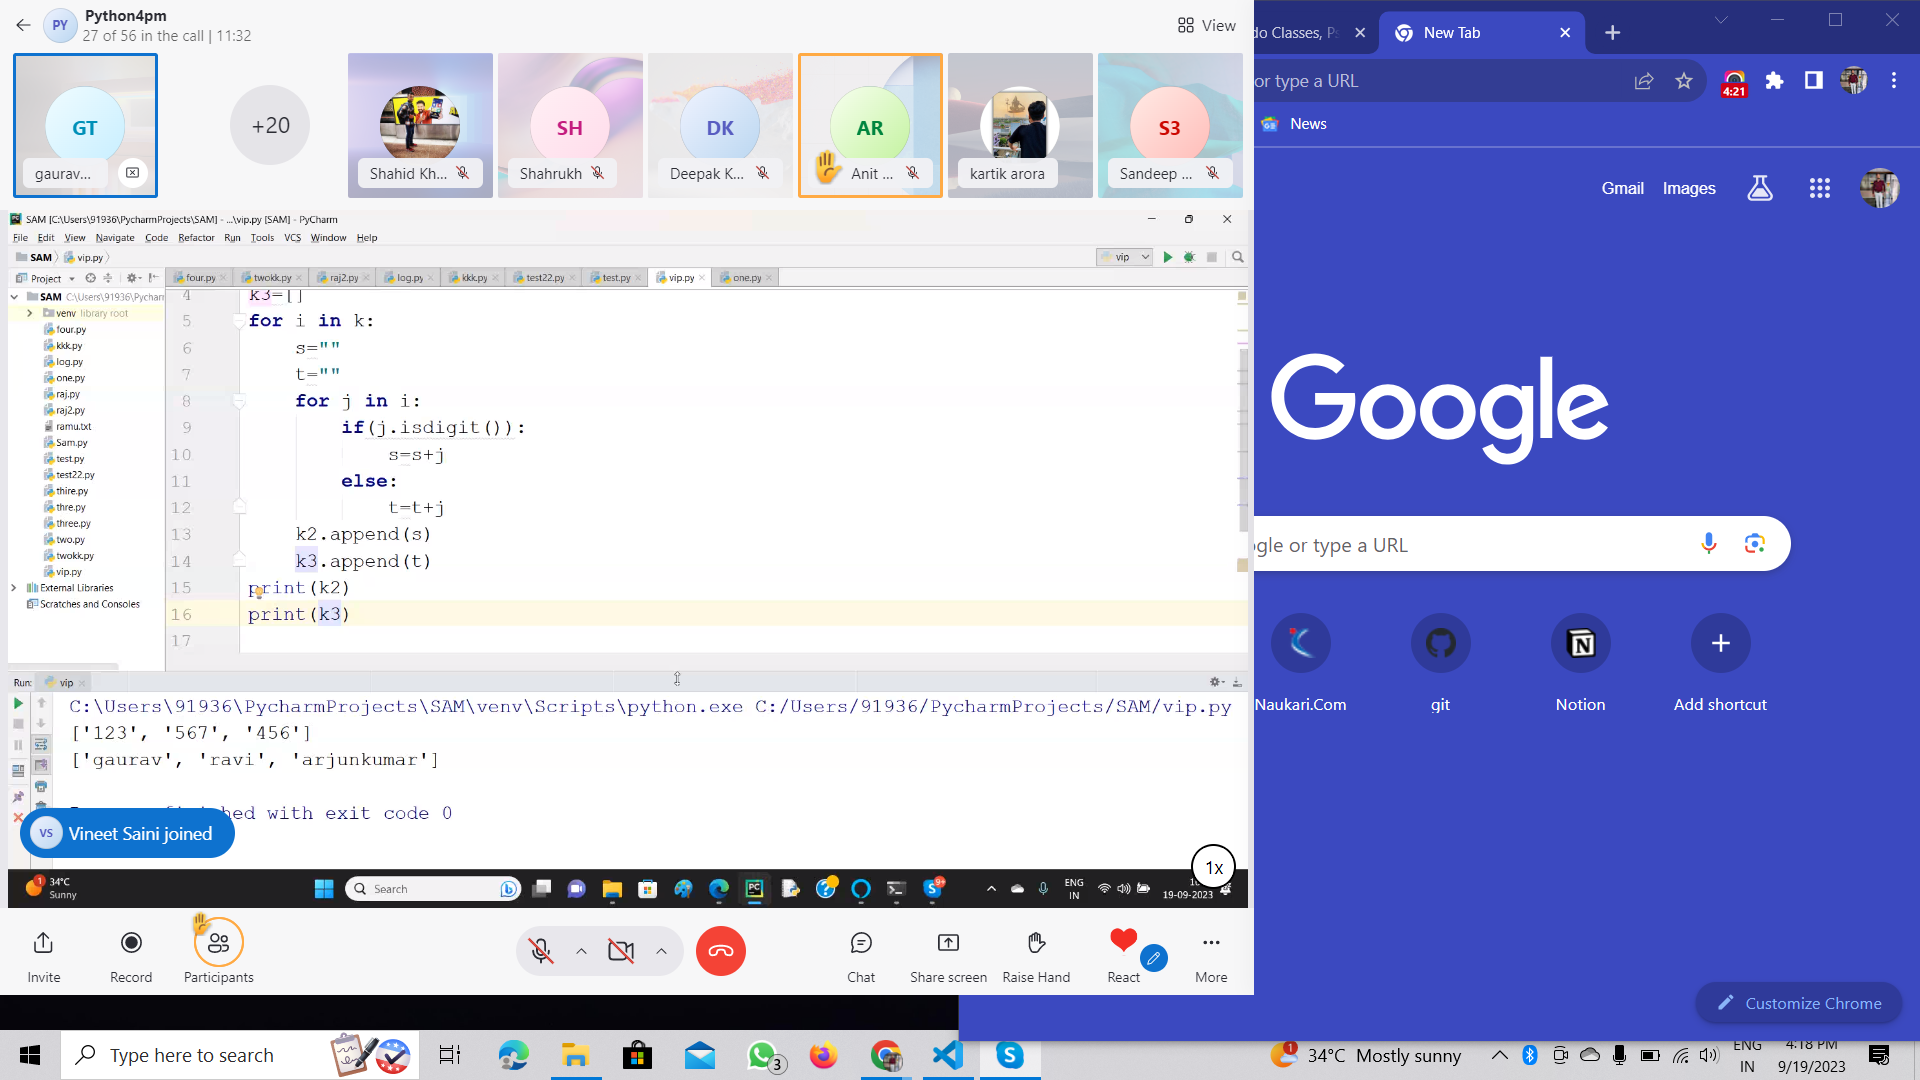 PY
Python4pm
27 of 56 in the call | 11:32
View
GT
gaurav...
+20
Shahid Kh...
SH
Shahrukh
DK
Deepak K...
AR
Anit ...
kartik arora
S3
Sandeep ...
SAM [C:\Users\91936\PycharmProjects\SAM] - ...\vip.py [SAM] - PyCharm
File Edit View Navigate Code Refactor Run Tools VCS Window Help
SAM vip.py
vip
Project
four.py twokk.py raj2.py log.py kkk.py test22.py test.py vip.py one.py
SAM C:\Users\91936\Pycharm
venv library root
four.py
kkk.py
log.py
one.py
raj.py
raj2.py
ramu.txt
Sam.py
test.py
test22.py
thire.py
thre.py
three.py
two.py
twokk.py
vip.py
External Libraries
Scratches and Consoles
4 k3=[]
5 for i in k:
6 s=""
7 t=""
8 for j in i:
9 if(j.isdigit()):
10 s=s+j
11 else:
12 t=t+j
13 k2.append(s)
14 k3.append(t)
15 print(k2)
16 print(k3)
17
Run: vip
C:\Users\91936\PycharmProjects\SAM\venv\Scripts\python.exe C:/Users/91936/PycharmProjects/SAM/vip.py
['123', '567', '456']
['gaurav', 'ravi', 'arjunkumar']
with exit code 0
VS Vineet Saini joined
1x
34°C
Sunny
Search
ENG
IN
19-09-2023
Invite
Record
Participants
Chat
Share screen
Raise Hand
React
More
do Classes, Ps
New Tab
or type a URL
4:21
News
Gmail Images
Google
gle or type a URL
Naukari.Com
git
Notion
Add shortcut
Customize Chrome
Type here to search
3
34°C Mostly sunny
ENG
IN
4:18 PM
9/19/2023